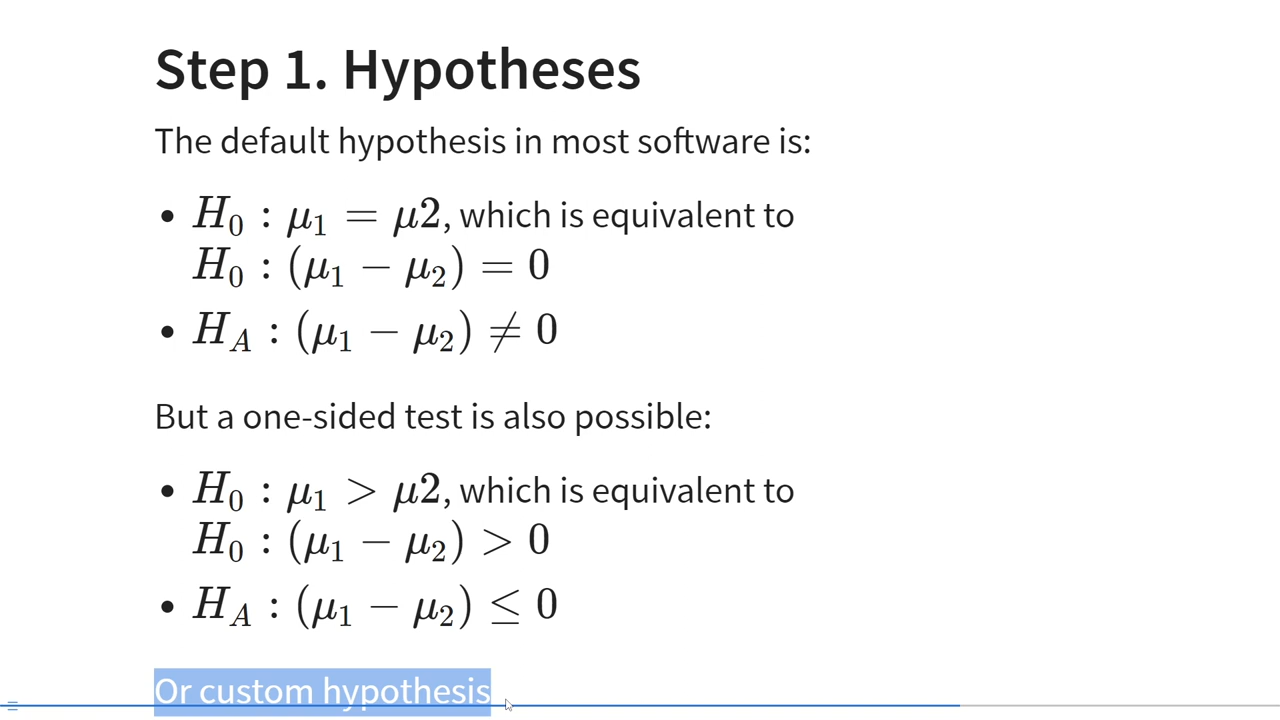 Step 1. Hypotheses
The default hypothesis in most software is:
• H₀ : μ₁ = μ2, which is equivalent to
H₀ : (μ₁ − μ₂) = 0
• H_A : (μ₁ − μ₂) ≠ 0
But a one-sided test is also possible:
• H₀ : μ₁ > μ2, which is equivalent to
H₀ : (μ₁ − μ₂) > 0
• H_A : (μ₁ − μ₂) ≤ 0
Or custom hypothesis